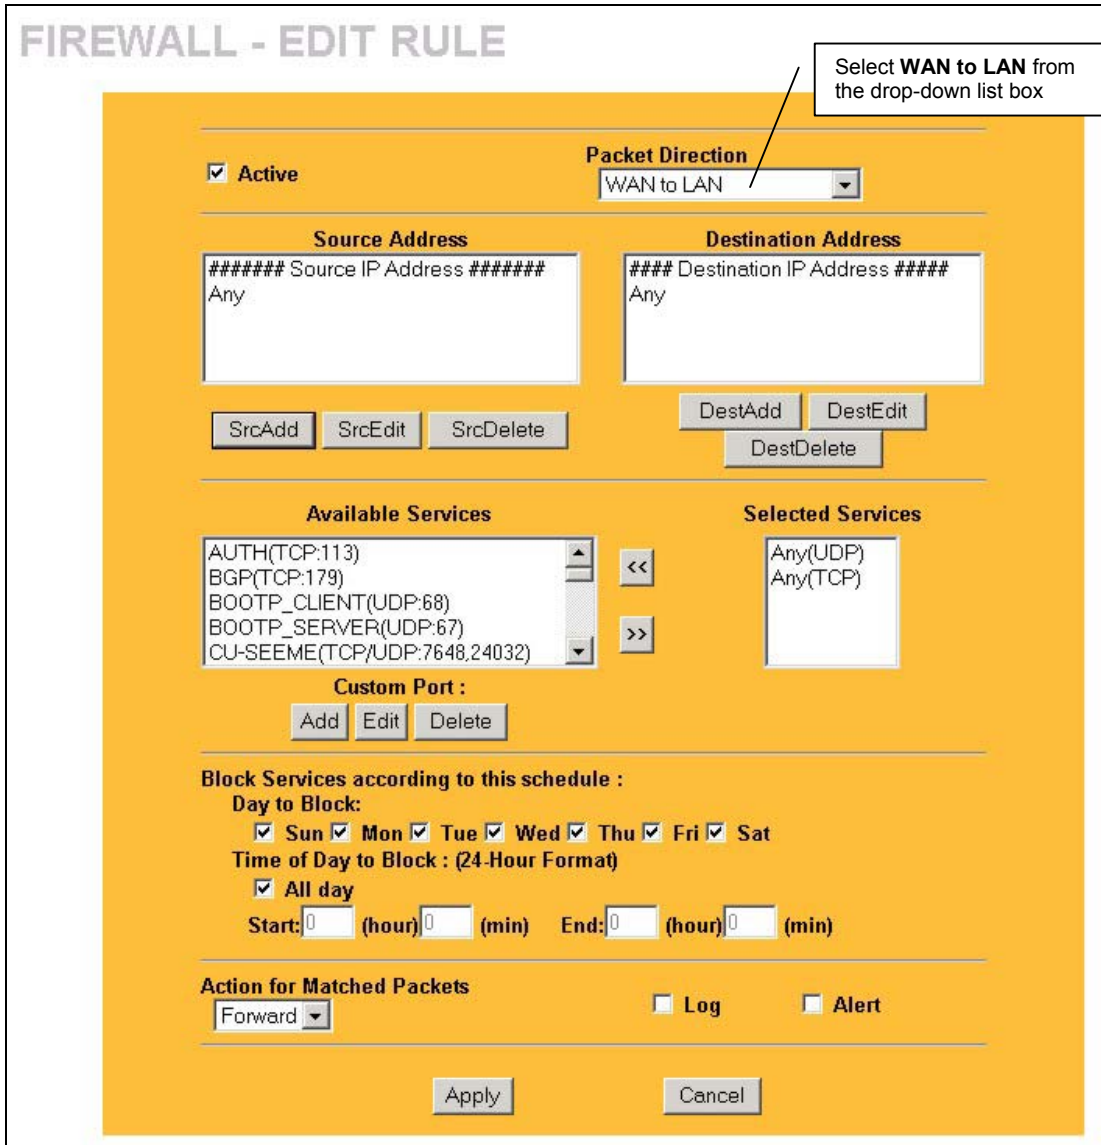 FIREWALL - EDIT RULE
Select WAN to LAN from
the drop-down list box
Active
Packet Direction
WAN to LAN
Source Address
####### Source IP Address #######
Any
Destination Address
#### Destination IP Address #####
Any
SrcAdd SrcEdit SrcDelete
DestAdd DestEdit
DestDelete
Available Services
AUTH(TCP:113)
BGP(TCP:179)
BOOTP_CLIENT(UDP:68)
BOOTP_SERVER(UDP:67)
CU-SEEME(TCP/UDP:7648,24032)
<<
>>
Selected Services
Any(UDP)
Any(TCP)
Custom Port :
Add Edit Delete
Block Services according to this schedule :
Day to Block:
Sun Mon Tue Wed Thu Fri Sat
Time of Day to Block : (24-Hour Format)
All day
Start: 0 (hour) 0 (min) End: 0 (hour) 0 (min)
Action for Matched Packets
Forward
Log Alert
Apply Cancel